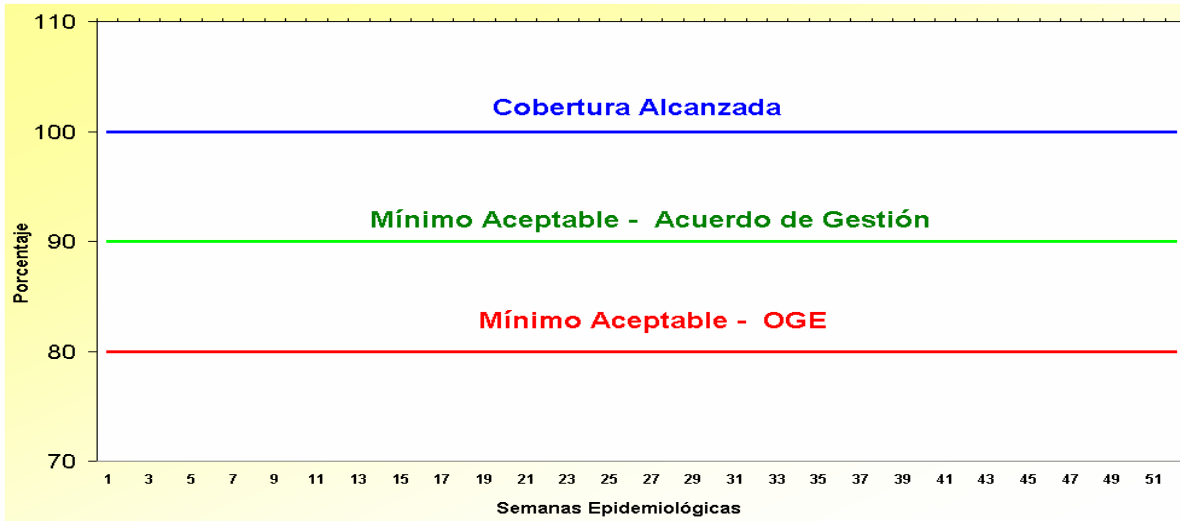 110
Cobertura Alcanzada
100
Mínimo Aceptable - Acuerdo de Gestión
90
Porcentaje
Mínimo Aceptable - OGE
80
70
1 3 5 7 9 11 13 15 17 19 21 23 25 27 29 31 33 35 37 39 41 43 45 47 49 51
Semanas Epidemiológicas